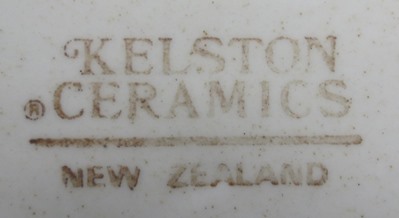 KELSTON
® CERAMICS
NEW ZEALAND